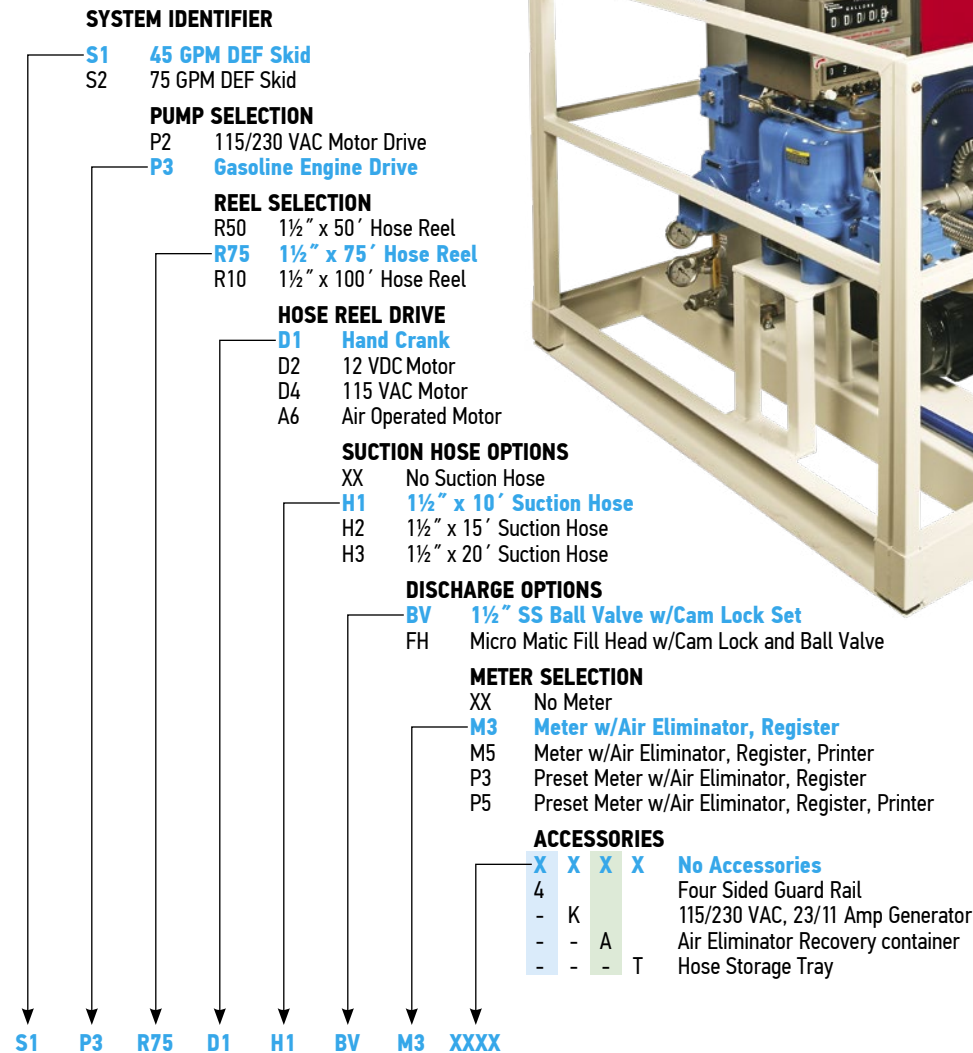 SYSTEM IDENTIFIER
S1 45 GPM DEF Skid
S2 75 GPM DEF Skid
PUMP SELECTION
P2 115/230 VAC Motor Drive
P3 Gasoline Engine Drive
REEL SELECTION
R50 1½″ x 50′ Hose Reel
R75 1½″ x 75′ Hose Reel
R10 1½″ x 100′ Hose Reel
HOSE REEL DRIVE
D1 Hand Crank
D2 12 VDC Motor
D4 115 VAC Motor
A6 Air Operated Motor
SUCTION HOSE OPTIONS
XX No Suction Hose
H1 1½″ x 10′ Suction Hose
H2 1½″ x 15′ Suction Hose
H3 1½″ x 20′ Suction Hose
DISCHARGE OPTIONS
BV 1½″ SS Ball Valve w/Cam Lock Set
FH Micro Matic Fill Head w/Cam Lock and Ball Valve
METER SELECTION
XX No Meter
M3 Meter w/Air Eliminator, Register
M5 Meter w/Air Eliminator, Register, Printer
P3 Preset Meter w/Air Eliminator, Register
P5 Preset Meter w/Air Eliminator, Register, Printer
ACCESSORIES
X X X X No Accessories
4 Four Sided Guard Rail
- K 115/230 VAC, 23/11 Amp Generator
- - A Air Eliminator Recovery container
- - - T Hose Storage Tray
S1 P3 R75 D1 H1 BV M3 XXXX
GALLONS